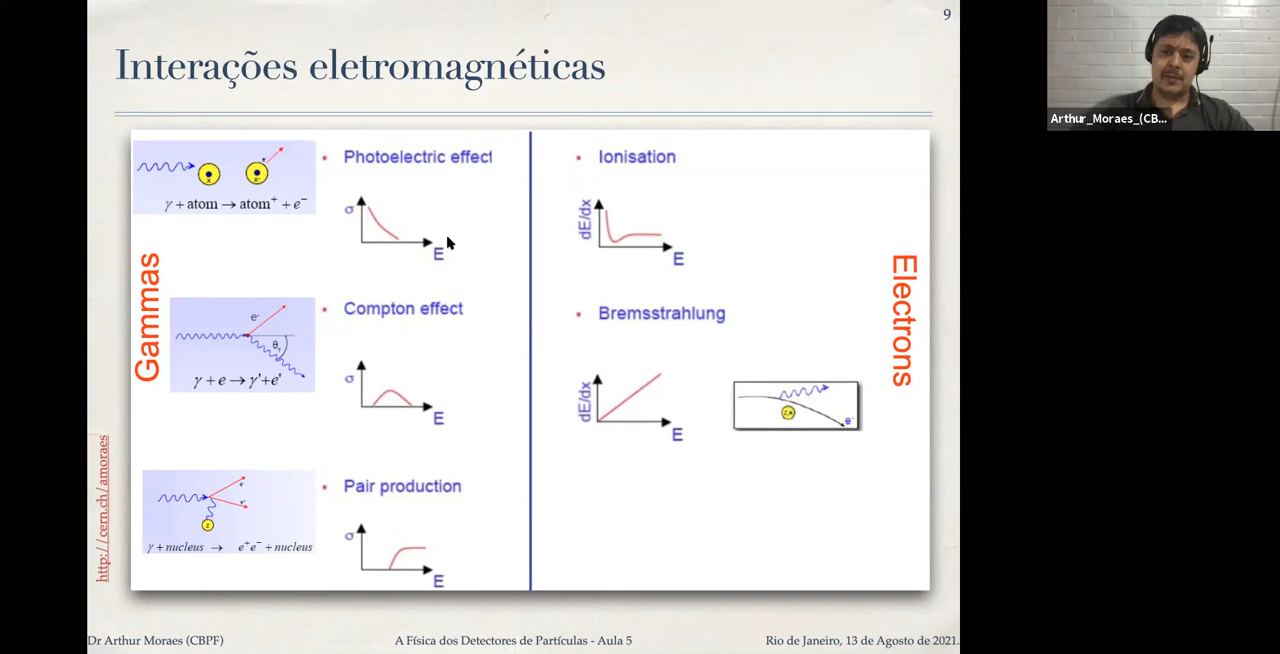 9
Interações eletromagnéticas
Gammas
γ + atom → atom⁺ + e⁻
Photoelectric effect
σ
E
e⁻
θγ
γ + e → γ' + e'
Compton effect
σ
E
Z
γ + nucleus → e⁺e⁻ + nucleus
Pair production
σ
E
Electrons
Ionisation
dE/dx
E
Bremsstrahlung
dE/dx
E
Z,A
e⁻
http://cern.ch/amoraes
Dr Arthur Moraes (CBPF)
A Física dos Detectores de Partículas - Aula 5
Rio de Janeiro, 13 de Agosto de 2021.
Arthur_Moraes_(CB...